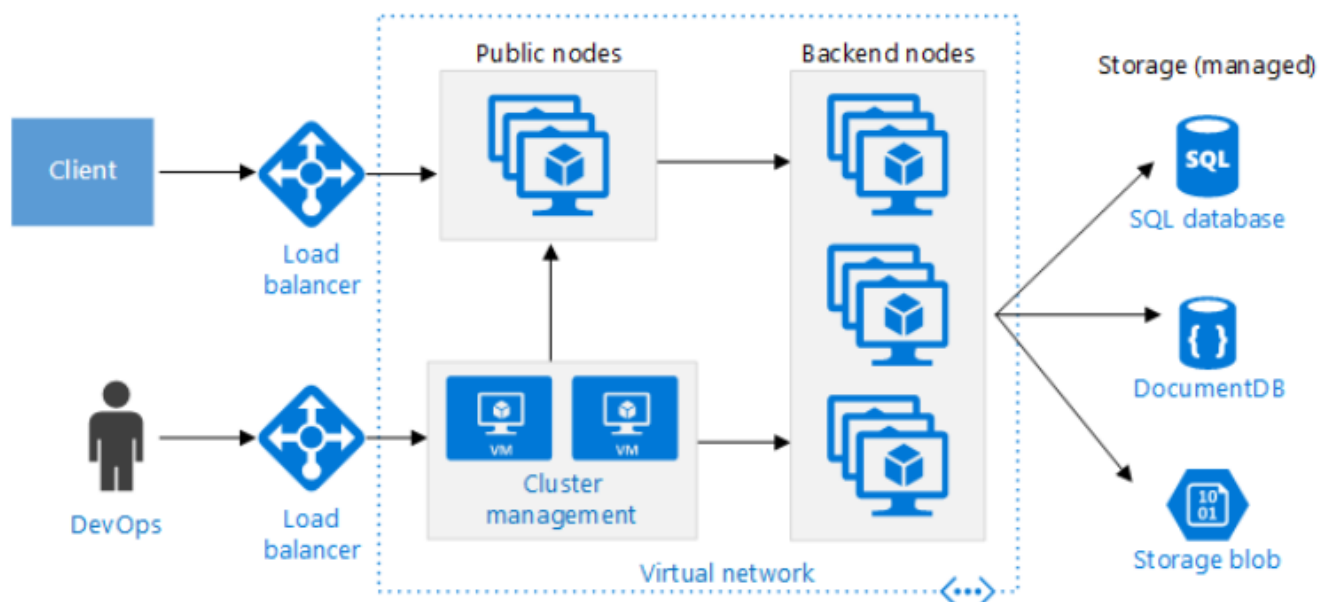 Public nodes
Backend nodes
Storage (managed)
Client
Load
balancer
SQL
SQL database
{ }
DocumentDB
DevOps
Load
balancer
VM
VM
Cluster
management
10
01
Storage blob
Virtual network